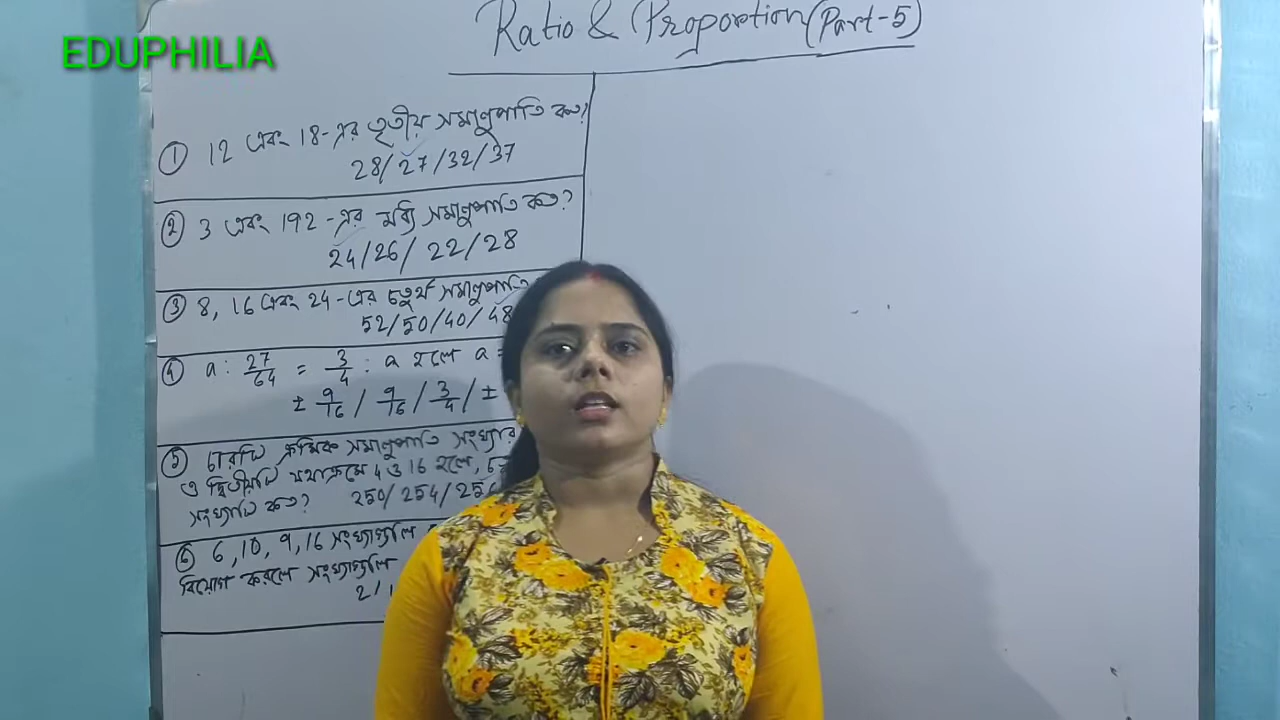 EDUPHILIA
Ratio & Proportion (Part-5)
① 12 এবং 18-এর তৃতীয় সমানুপাতি কত?
28/27/32/37
② 3 এবং 192-এর মধ্য সমানুপাতি কত?
24/26/22/28
③ 8, 16 এবং 24-এর চতুর্থ সমানুপাতি
52/50/40/48
④ a : 27/64 = 3/4 : a হলে a =
± 9/16 / 9/16 / 3/4 / ±
⑤ চারটি ক্রমিক সমানুপাতি সংখ্যার
ও দ্বিতীয়টি যথাক্রমে 4 ও 16 হলে,
সংখ্যাটি কত? 250/254/256
⑥ 6, 10, 9, 16 সংখ্যাগুলি
বিয়োগ করলে সংখ্যাগুলি
2/